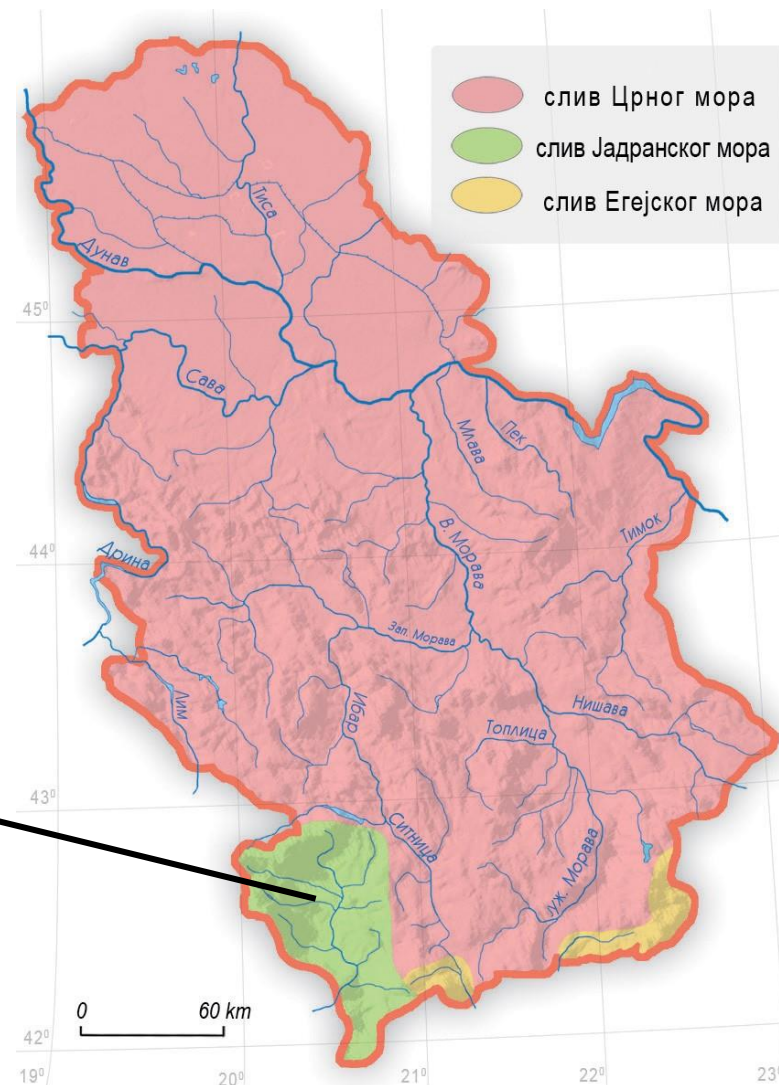 слив Црног мора
слив Јадранског мора
слив Егејског мора
Тиса
Дунав
45⁰
Сава
Млава
Пек
Тимок
В. Морава
44⁰
Дрина
Зап. Морава
Лим
Ибар
Нишава
Топлица
43⁰
Ситница
Јуж. Морава
0 60 km
42⁰
19⁰ 20⁰ 21⁰ 22⁰ 23⁰